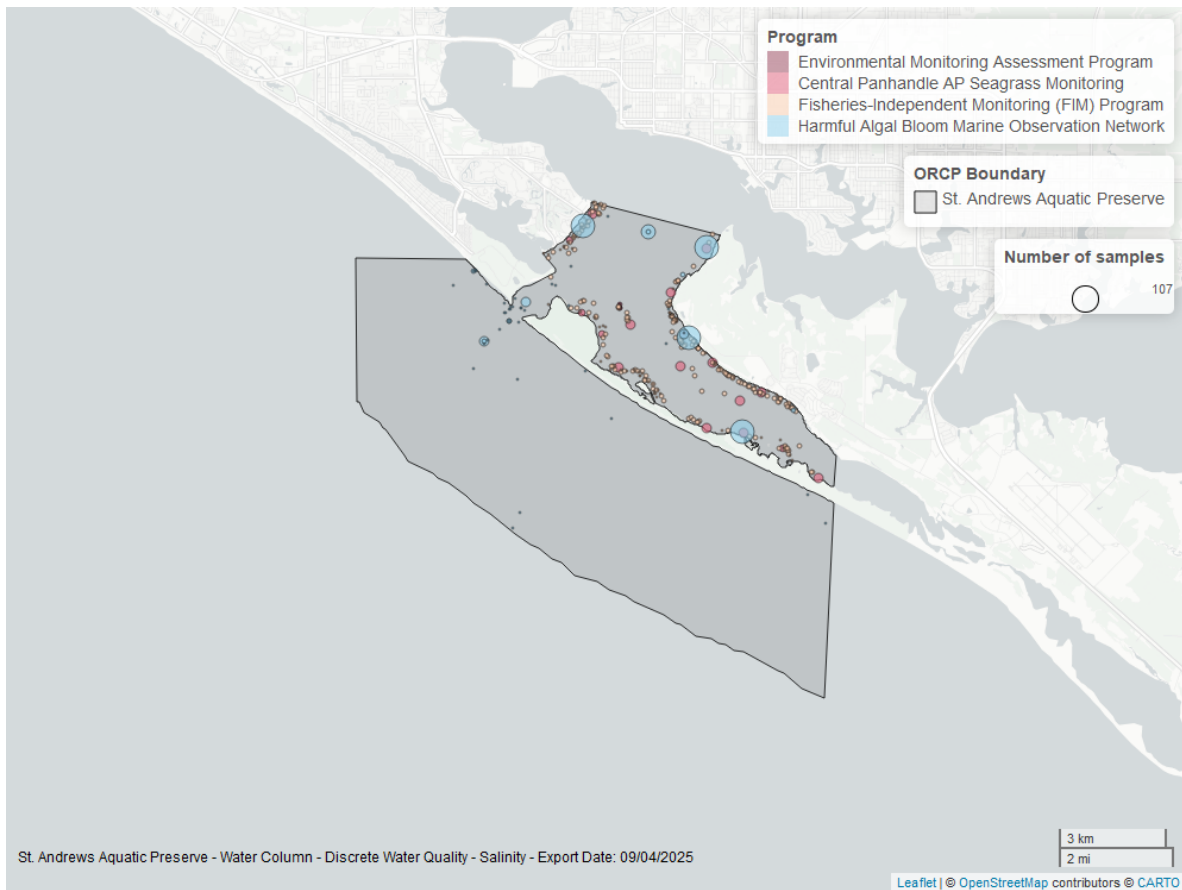 Program
Environmental Monitoring Assessment Program
Central Panhandle AP Seagrass Monitoring
Fisheries-Independent Monitoring (FIM) Program
Harmful Algal Bloom Marine Observation Network
ORCP Boundary
St. Andrews Aquatic Preserve
Number of samples
107
3 km
2 mi
St. Andrews Aquatic Preserve - Water Column - Discrete Water Quality - Salinity - Export Date: 09/04/2025
Leaflet | © OpenStreetMap contributors © CARTO